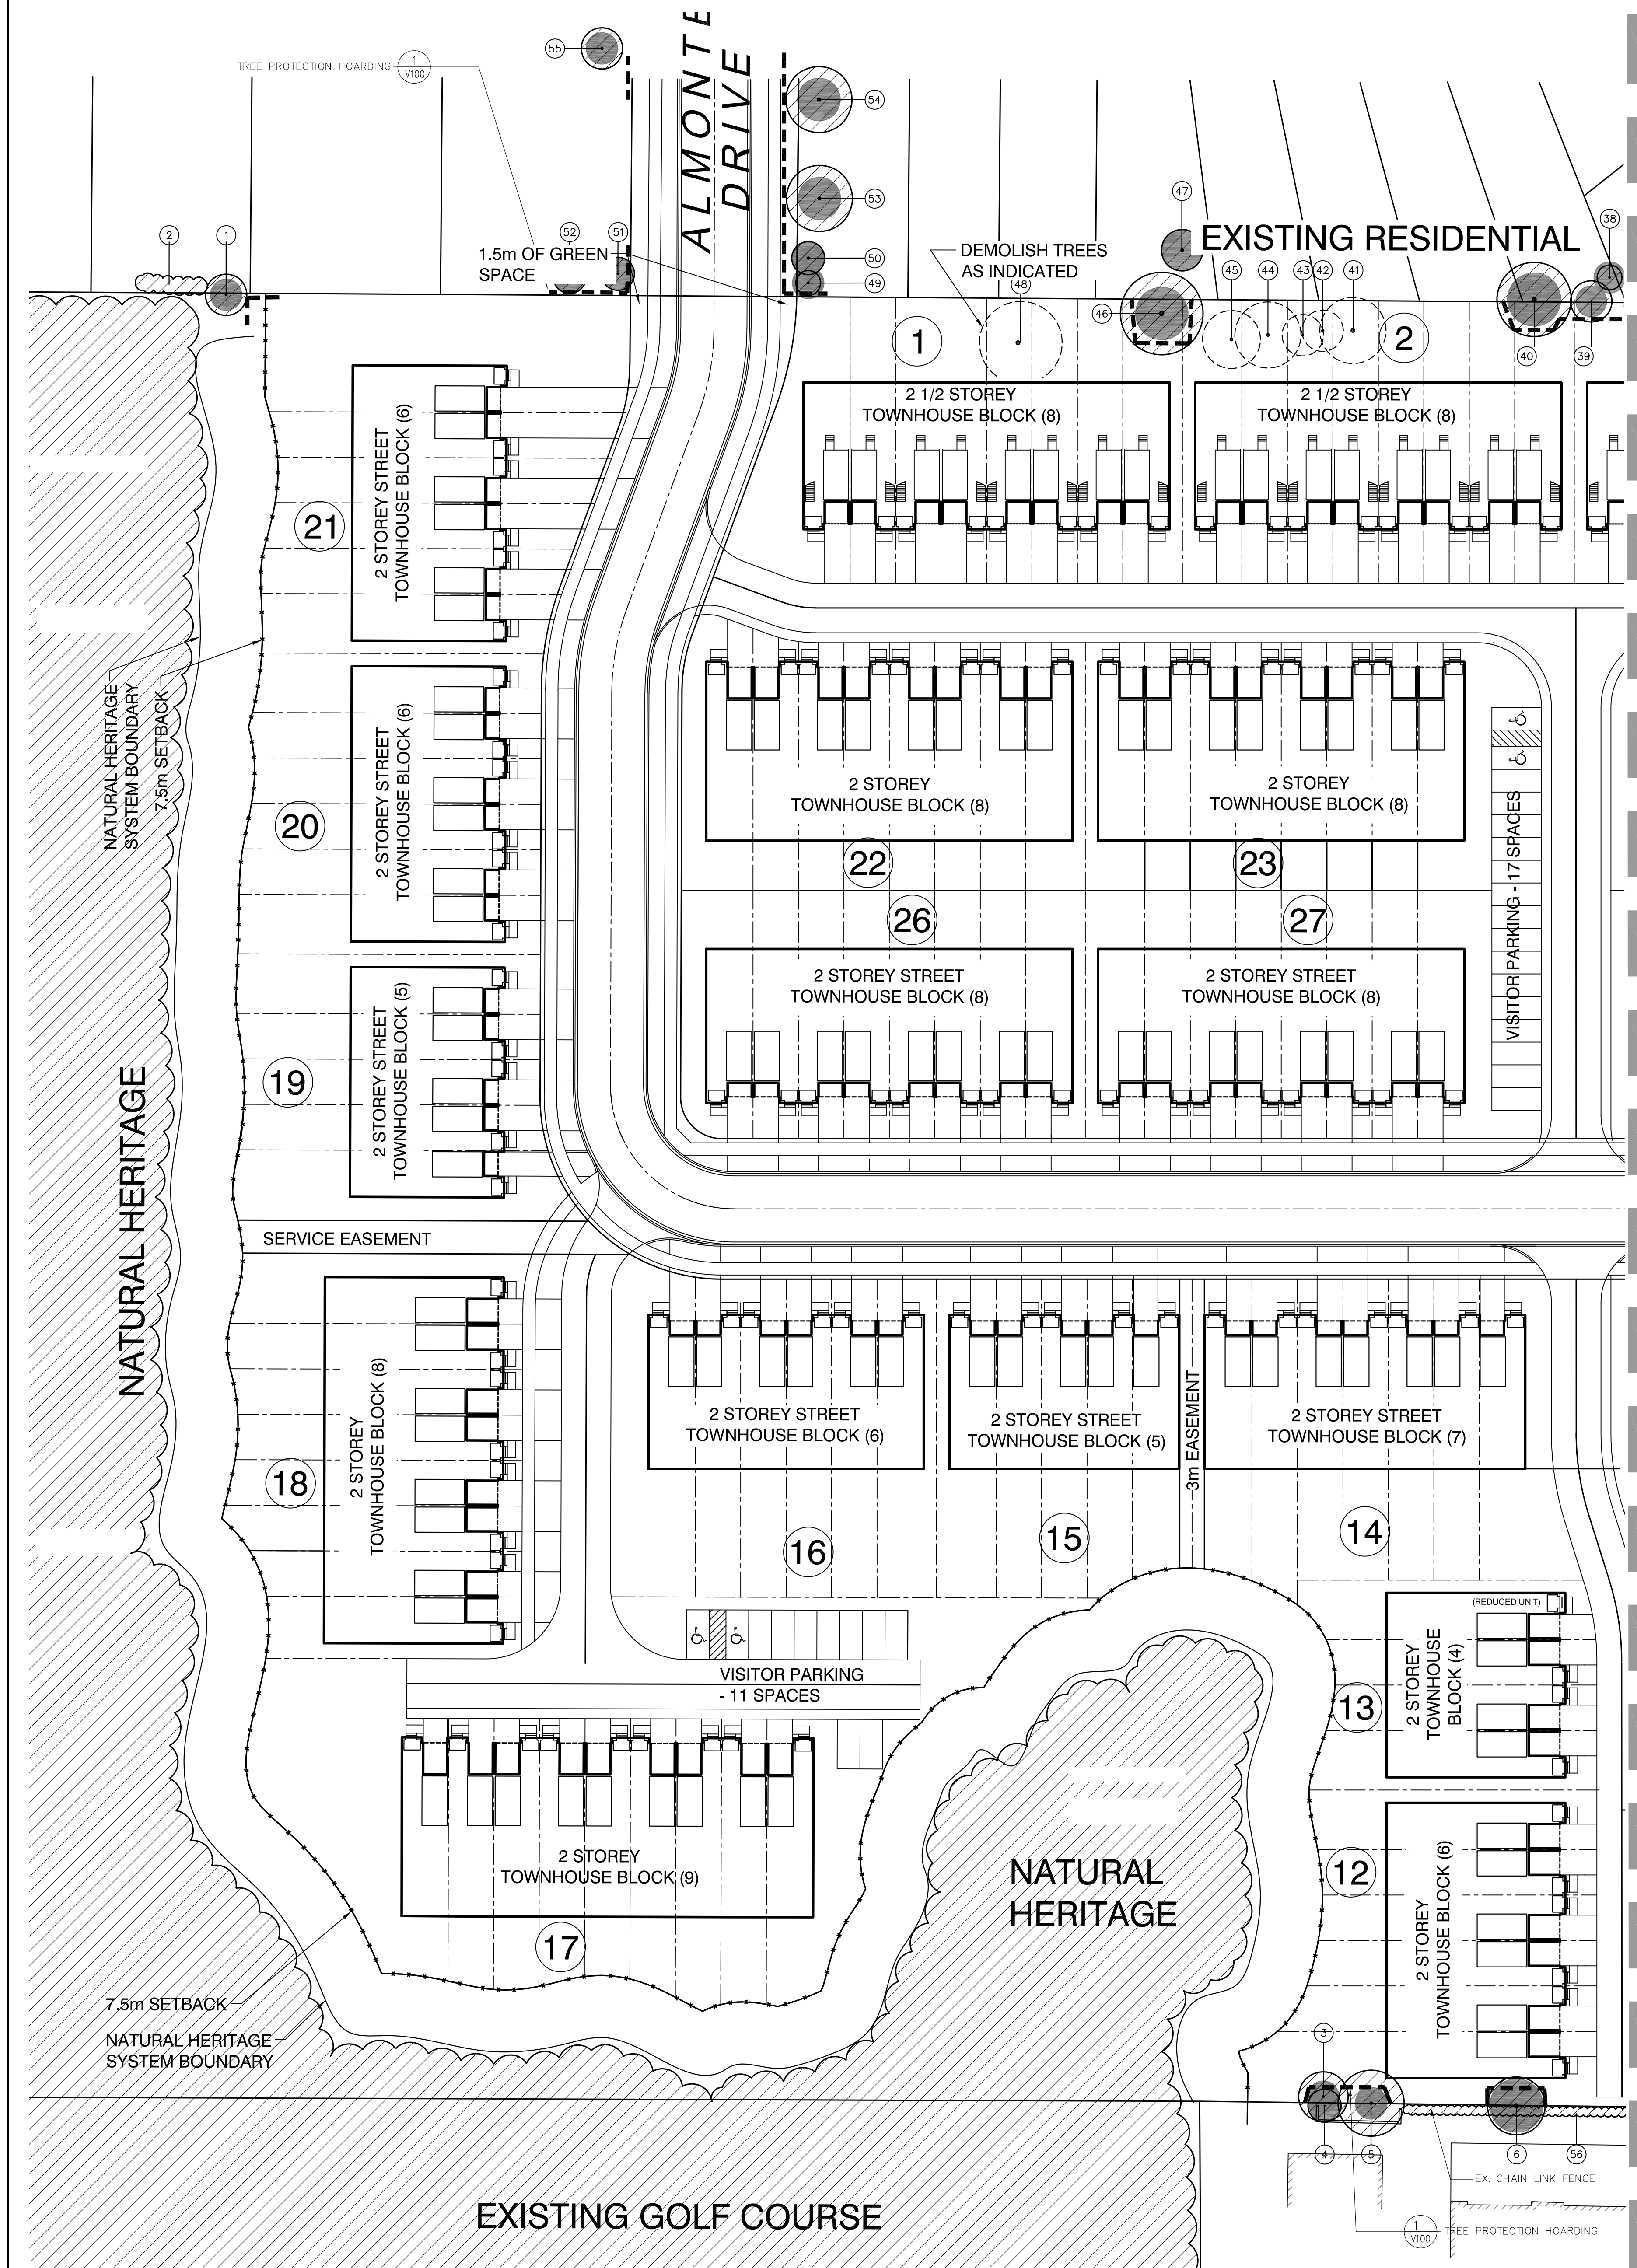 55
TREE PROTECTION HOARDING
1
V100
ALMONTE
DRIVE
54
53
2
1
52
51
1.5m OF GREEN
SPACE
50
49
DEMOLISH TREES
AS INDICATED
48
47
EXISTING RESIDENTIAL
38
45
44
43
42
41
46
40
39
1
2
2 1/2 STOREY
TOWNHOUSE BLOCK (8)
2 1/2 STOREY
TOWNHOUSE BLOCK (8)
21
2 STOREY STREET
TOWNHOUSE BLOCK (6)
NATURAL HERITAGE
SYSTEM BOUNDARY
7.5m SETBACK
20
2 STOREY STREET
TOWNHOUSE BLOCK (6)
2 STOREY
TOWNHOUSE BLOCK (8)
22
2 STOREY
TOWNHOUSE BLOCK (8)
23
VISITOR PARKING - 17 SPACES
26
27
2 STOREY STREET
TOWNHOUSE BLOCK (8)
2 STOREY STREET
TOWNHOUSE BLOCK (8)
19
2 STOREY STREET
TOWNHOUSE BLOCK (5)
NATURAL HERITAGE
SERVICE EASEMENT
18
2 STOREY
TOWNHOUSE BLOCK (8)
2 STOREY STREET
TOWNHOUSE BLOCK (6)
16
2 STOREY STREET
TOWNHOUSE BLOCK (5)
15
3m EASEMENT
2 STOREY STREET
TOWNHOUSE BLOCK (7)
14
VISITOR PARKING
- 11 SPACES
(REDUCED UNIT)
13
2 STOREY
TOWNHOUSE
BLOCK (4)
2 STOREY
TOWNHOUSE BLOCK (9)
17
NATURAL
HERITAGE
12
2 STOREY
TOWNHOUSE BLOCK (6)
7.5m SETBACK
NATURAL HERITAGE
SYSTEM BOUNDARY
3
4
5
6
56
EX. CHAIN LINK FENCE
EXISTING GOLF COURSE
1
V100
TREE PROTECTION HOARDING